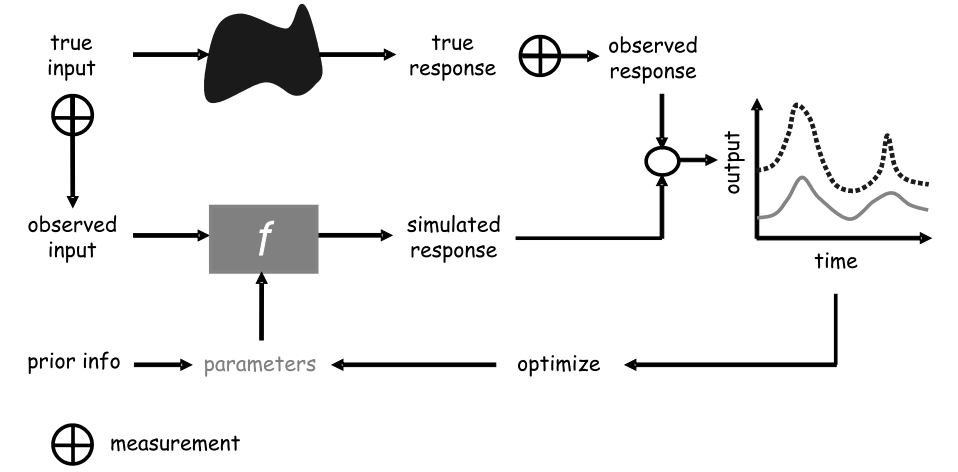 true
input
true
response
observed
response
output
time
observed
input
f
simulated
response
prior info
parameters
optimize
measurement